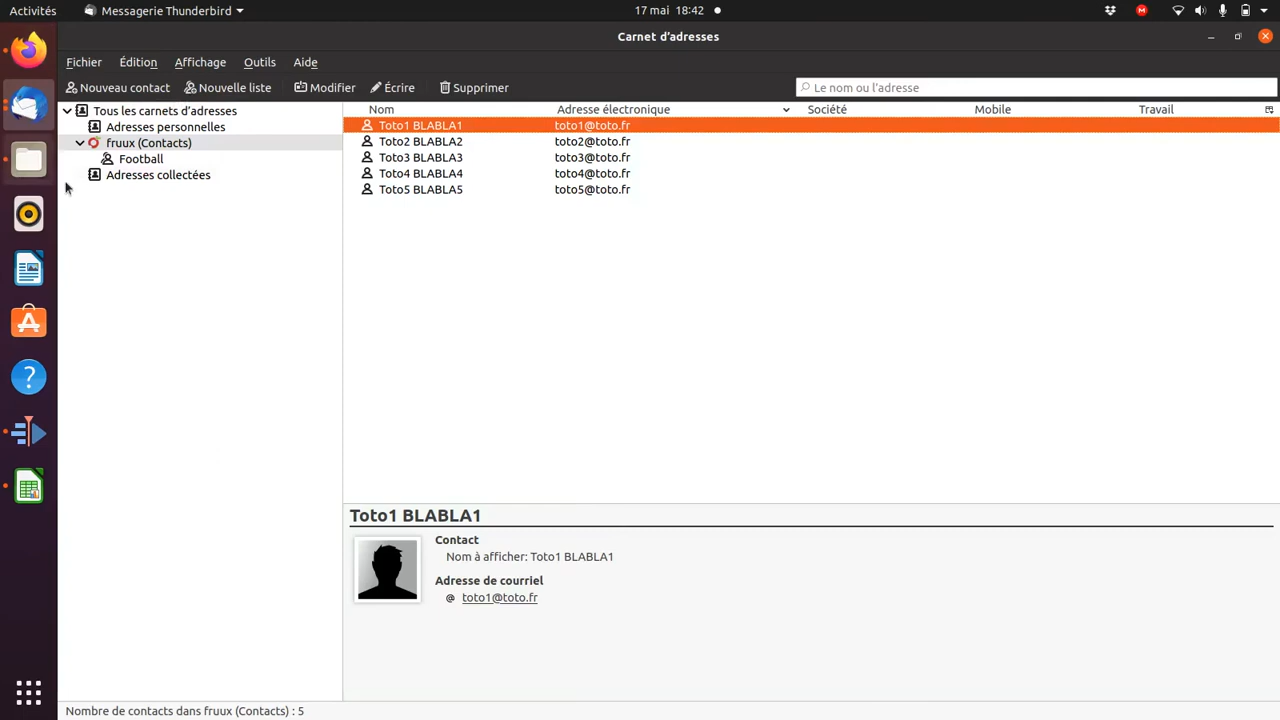 Activités Messagerie Thunderbird 17 mai 18:42
Carnet d'adresses
Fichier Édition Affichage Outils Aide
Nouveau contact Nouvelle liste Modifier Écrire Supprimer Le nom ou l'adresse
Tous les carnets d'adresses
Adresses personnelles
fruux (Contacts)
Football
Adresses collectées
Nom Adresse électronique Société Mobile Travail
Toto1 BLABLA1 toto1@toto.fr
Toto2 BLABLA2 toto2@toto.fr
Toto3 BLABLA3 toto3@toto.fr
Toto4 BLABLA4 toto4@toto.fr
Toto5 BLABLA5 toto5@toto.fr
Toto1 BLABLA1
Contact
Nom à afficher: Toto1 BLABLA1
Adresse de courriel
@ toto1@toto.fr
Nombre de contacts dans fruux (Contacts) : 5